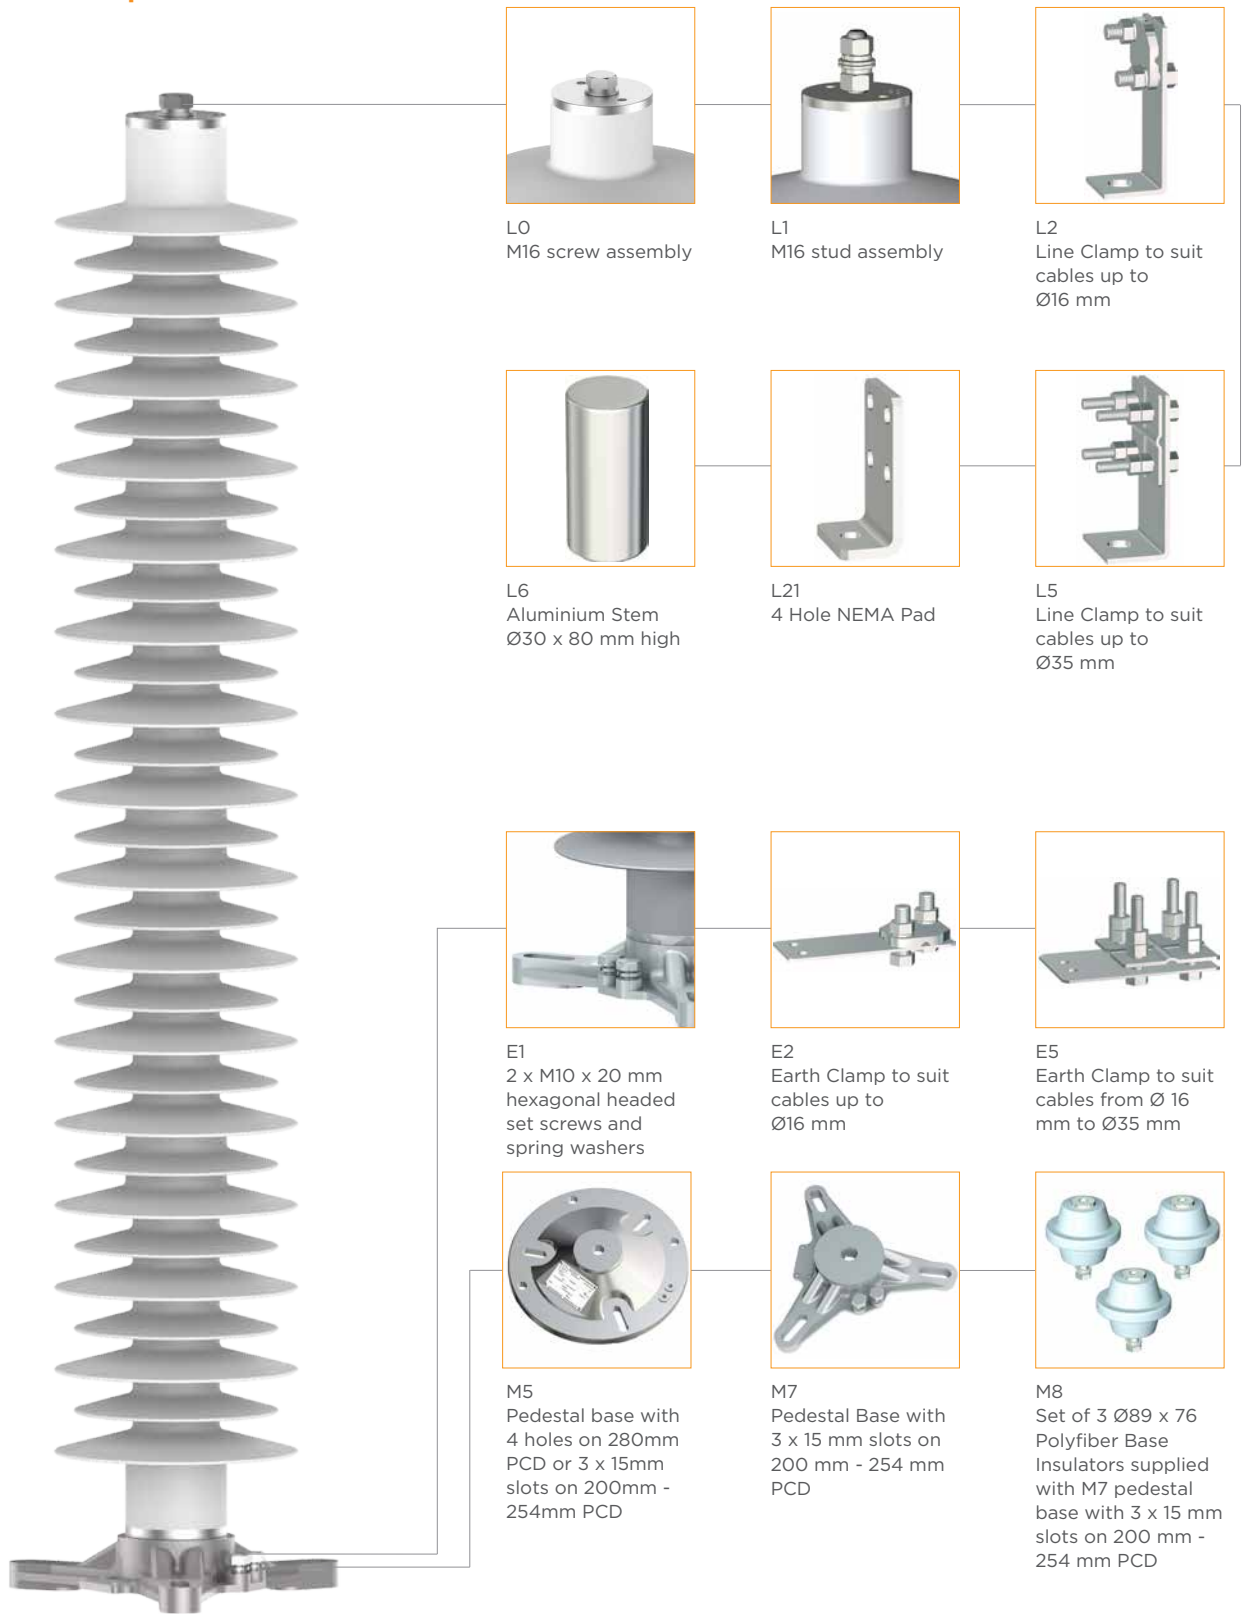 L0
M16 screw assembly
L1
M16 stud assembly
L2
Line Clamp to suit
cables up to
Ø16 mm
L6
Aluminium Stem
Ø30 x 80 mm high
L21
4 Hole NEMA Pad
L5
Line Clamp to suit
cables up to
Ø35 mm
E1
2 x M10 x 20 mm
hexagonal headed
set screws and
spring washers
E2
Earth Clamp to suit
cables up to
Ø16 mm
E5
Earth Clamp to suit
cables from Ø 16
mm to Ø35 mm
M5
Pedestal base with
4 holes on 280mm
PCD or 3 x 15mm
slots on 200mm -
254mm PCD
M7
Pedestal Base with
3 x 15 mm slots on
200 mm - 254 mm
PCD
M8
Set of 3 Ø89 x 76
Polyfiber Base
Insulators supplied
with M7 pedestal
base with 3 x 15 mm
slots on 200 mm -
254 mm PCD